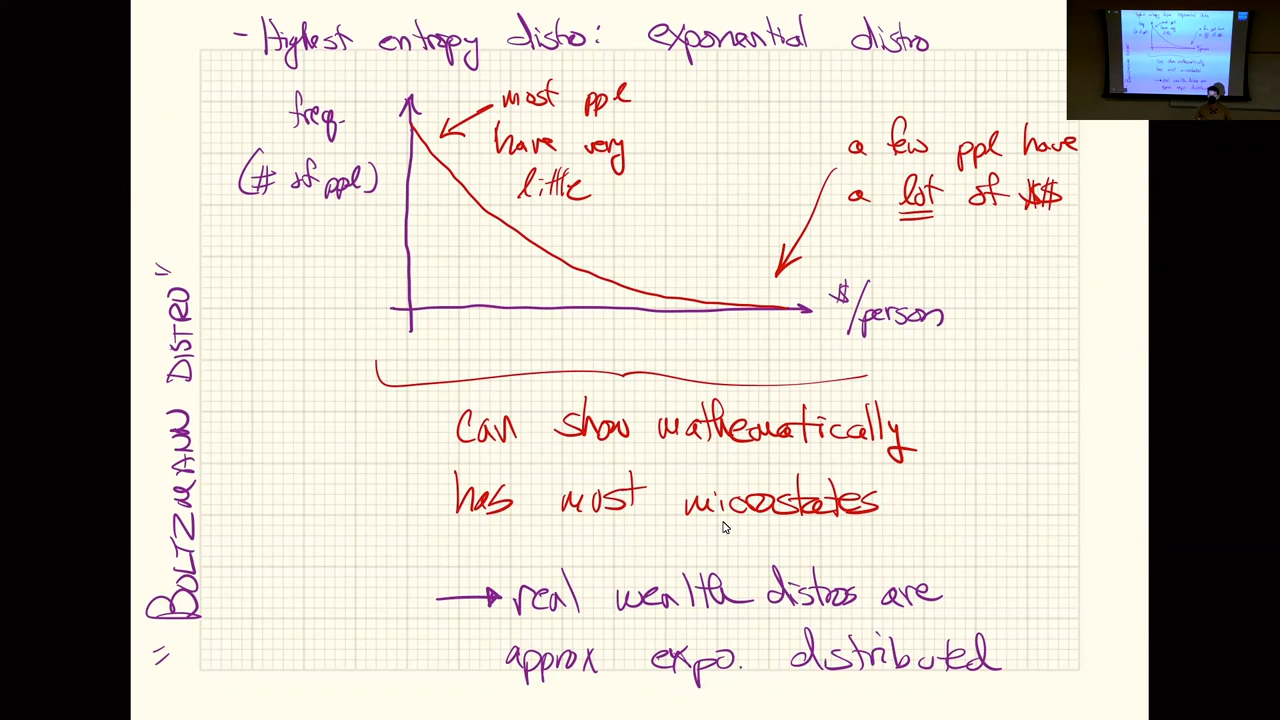 - Highest entropy distro: exponential distro
freq.
(# of ppl)
most ppl
have very
little
a few ppl have
a lot of $$
$/person
can show mathematically
has most microstates
→ real wealth distros are
approx expo. distributed
= "BOLTZMANN DISTRO"